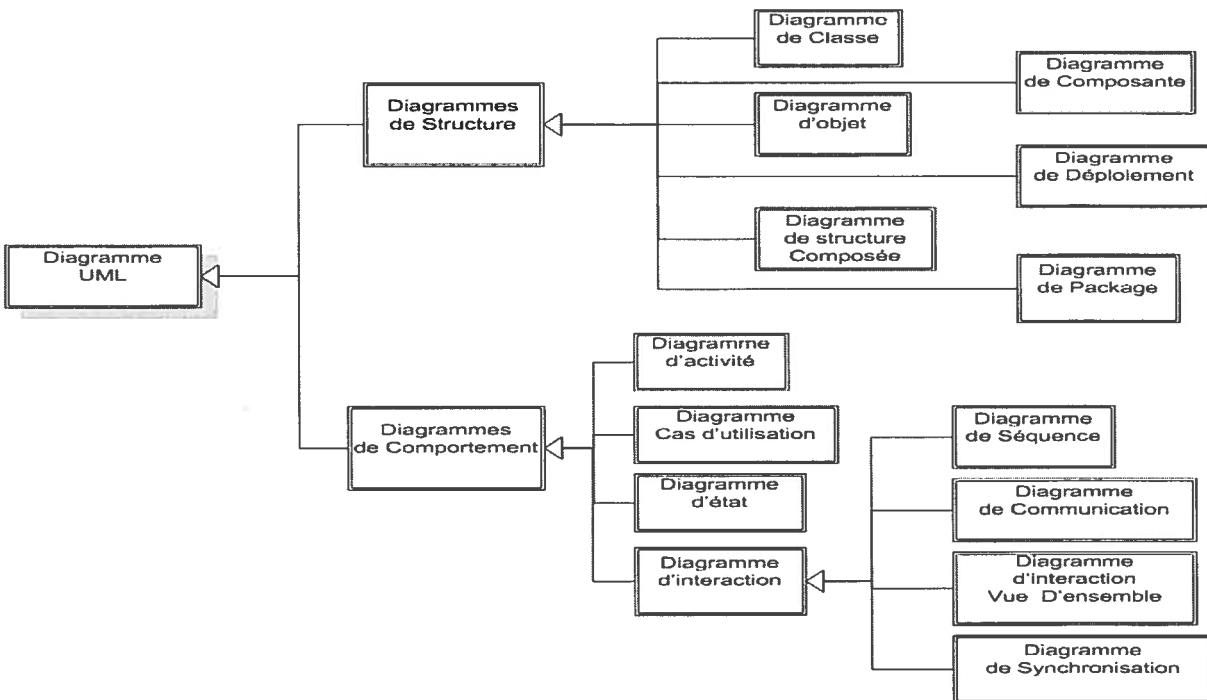 Diagramme
de Classe
Diagramme
de Composante
Diagrammes
de Structure
Diagramme
d'objet
Diagramme
de Déploiement
Diagramme
de structure
Composée
Diagramme
UML
Diagramme
de Package
Diagramme
d'activité
Diagrammes
de Comportement
Diagramme
Cas d'utilisation
Diagramme
de Séquence
Diagramme
d'état
Diagramme
de Communication
Diagramme
d'interaction
Diagramme
d'interaction
Vue D'ensemble
Diagramme
de Synchronisation